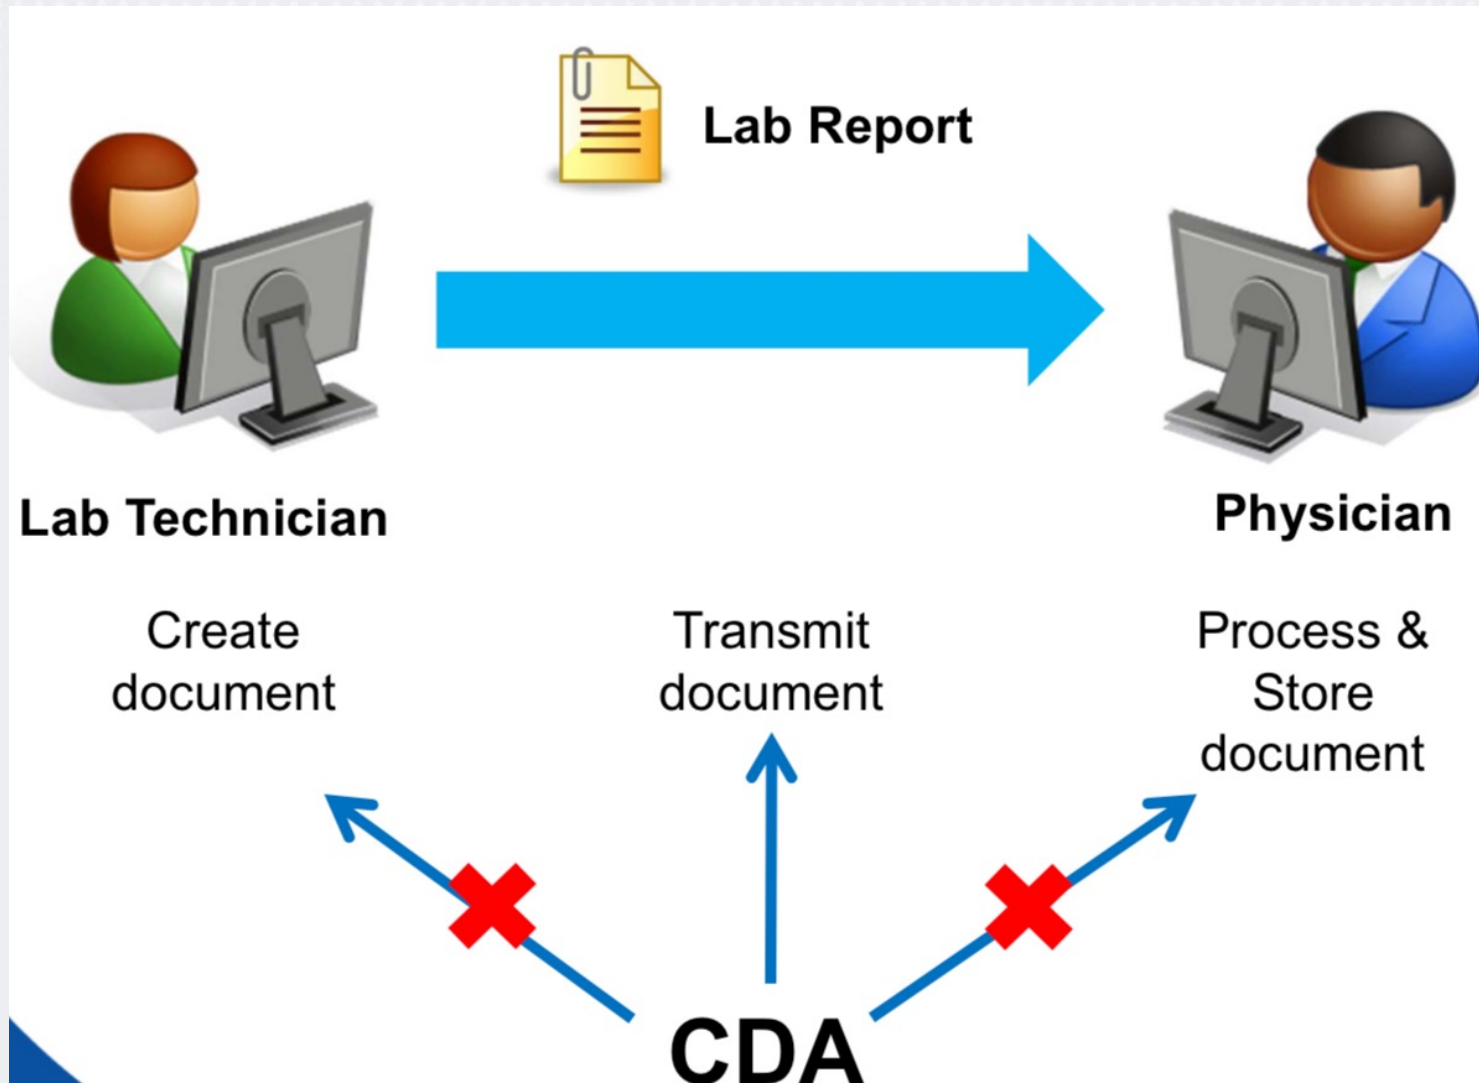 Lab Report
Lab Technician
Physician
Create
document
Transmit
document
Process &
Store
document
CDA